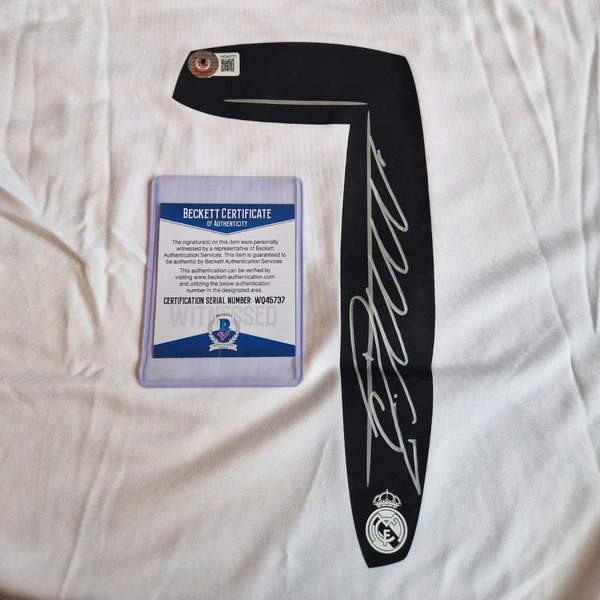 7
BECKETT CERTIFICATE
OF AUTHENTICITY
The signature(s) on this item were personally
witnessed by a representative of Beckett
Authentication Services. This item is guaranteed
to be authentic by Beckett Authentication Services.
This authentication can be verified by
visiting www.beckett-authentication.com
and utilizing the below authentication
number in the designated area.
CERTIFICATION SERIAL NUMBER: WQ45737
WITNESSED
BECKETT
B